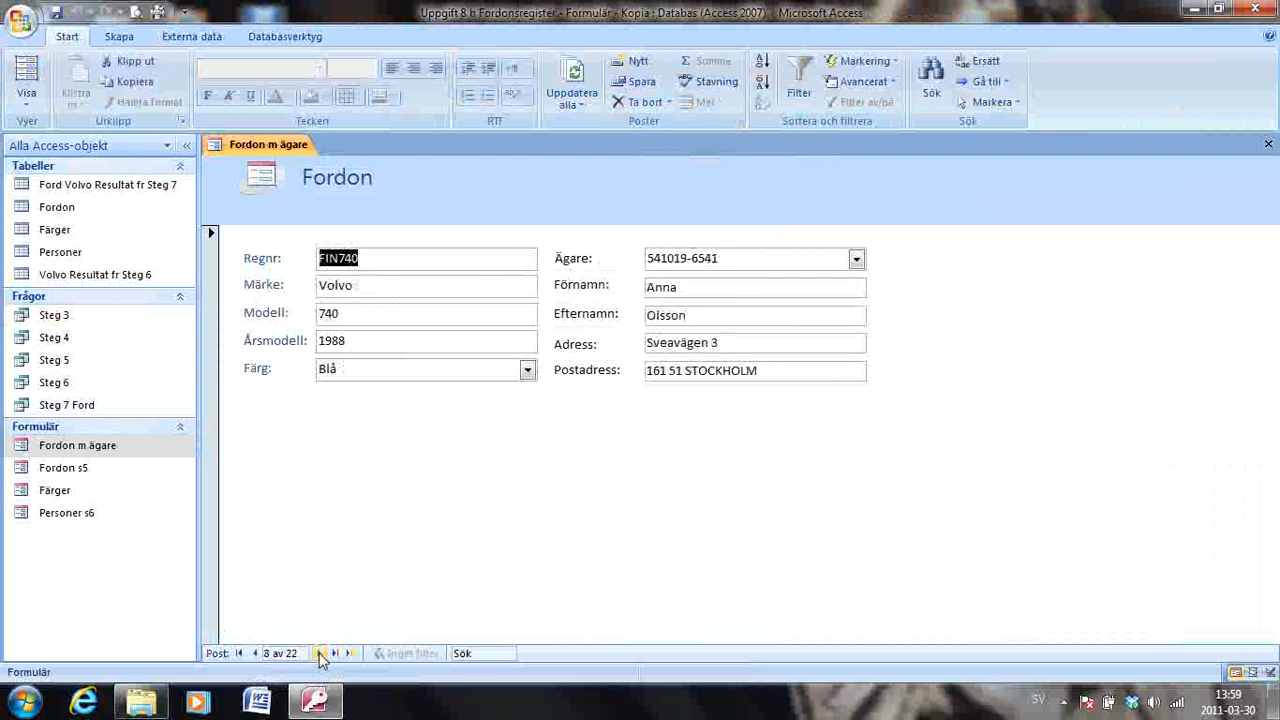 Uppgift 8 b Fordonsregister - Formulär - Kopia : Databas (Access 2007) - Microsoft Access
Start Skapa Externa data Databasverktyg
Visa
Vyer
Klistra
Klipp ut
Kopiera
Hämta format
Urklipp
F K U
Tecken
RTF
Uppdatera
alla
Nytt
Spara
Ta bort
Summa
Stavning
Mer
Poster
Filter
Markering
Avancerat
Filter av/på
Sortera och filtrera
Sök
Ersätt
Gå till
Markera
Sök
Alla Access-objekt
Tabeller
Ford Volvo Resultat fr Steg 7
Fordon
Färger
Personer
Volvo Resultat fr Steg 6
Frågor
Steg 3
Steg 4
Steg 5
Steg 6
Steg 7 Ford
Formulär
Fordon m ägare
Fordon s5
Färger
Personer s6
Fordon m ägare
Fordon
Regnr: FIN740
Märke: Volvo
Modell: 740
Årsmodell: 1988
Färg: Blå
Ägare: 541019-6541
Förnamn: Anna
Efternamn: Olsson
Adress: Sveavägen 3
Postadress: 161 51 STOCKHOLM
Post: 8 av 22 Inget filter Sök
Formulär
SV
13:59
2011-03-30